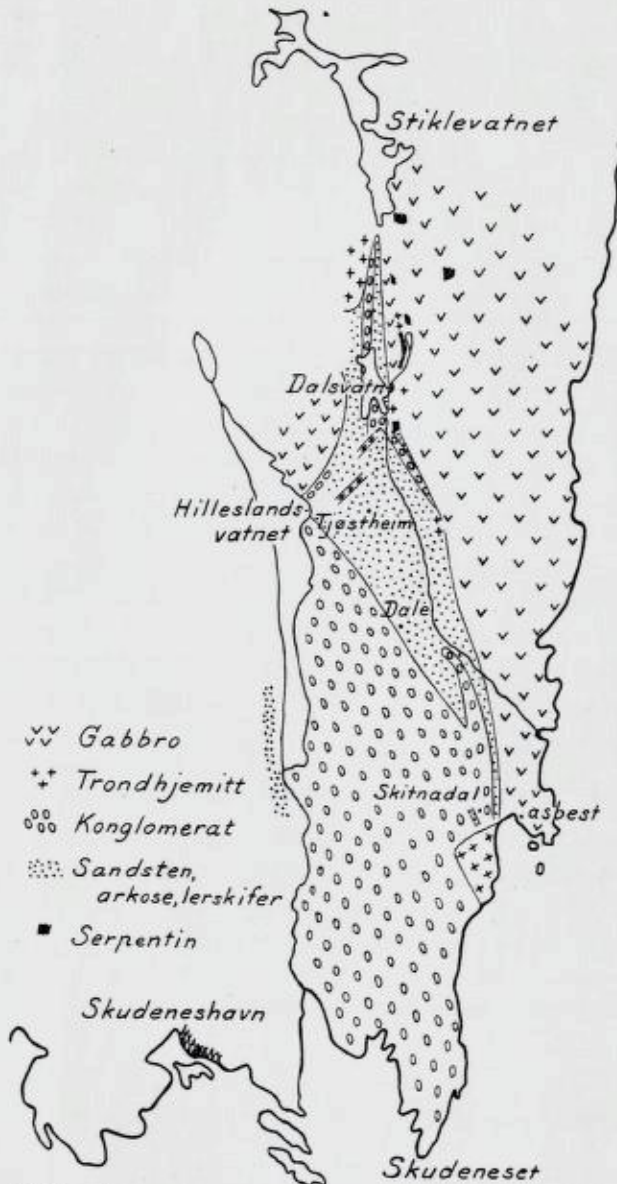 Stiklevatnet
Dalsvatn
Hilleslands-
vatnet
Tjøstheim
Dale
Gabbro
Trondhjemitt
Konglomerat
Skitnadal
asbest
Sandsten,
arkose, lerskifer
Serpentin
Skudeneshavn
Skudeneset